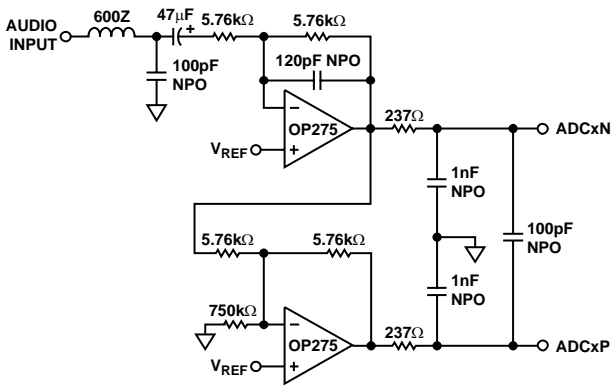 AUDIO
INPUT
600Z
47µF
+
5.76kΩ
5.76kΩ
100pF
NPO
120pF NPO
−
OP275
+
VREF
237Ω
ADCxN
1nF
NPO
100pF
NPO
5.76kΩ
5.76kΩ
1nF
NPO
750kΩ
−
OP275
+
VREF
237Ω
ADCxP